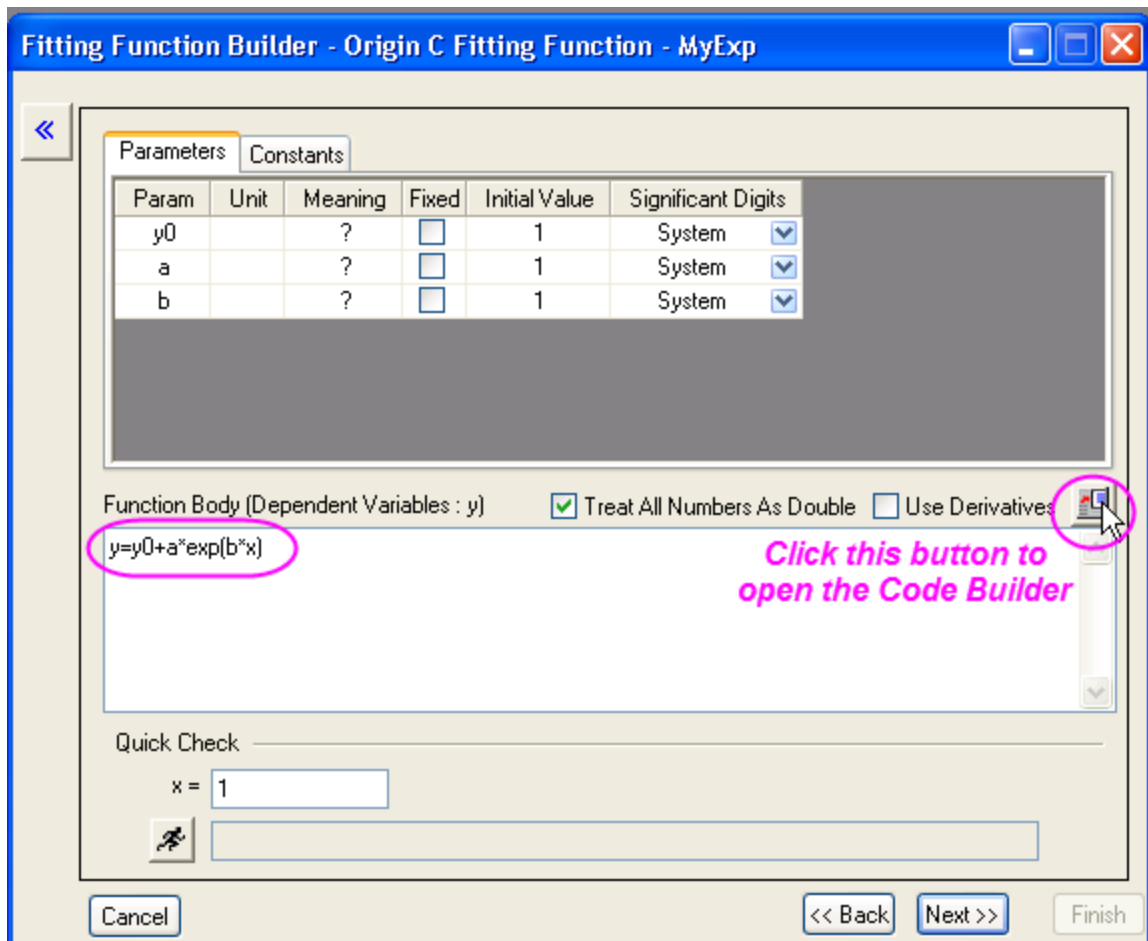 Fitting Function Builder - Origin C Fitting Function - MyExp
«
Parameters Constants
Param Unit Meaning Fixed Initial Value Significant Digits
y0 ? 1 System
a ? 1 System
b ? 1 System
Function Body (Dependent Variables : y) Treat All Numbers As Double Use Derivatives
y=y0+a*exp(b*x)
Click this button to
open the Code Builder
Quick Check
x = 1
Cancel << Back Next >> Finish